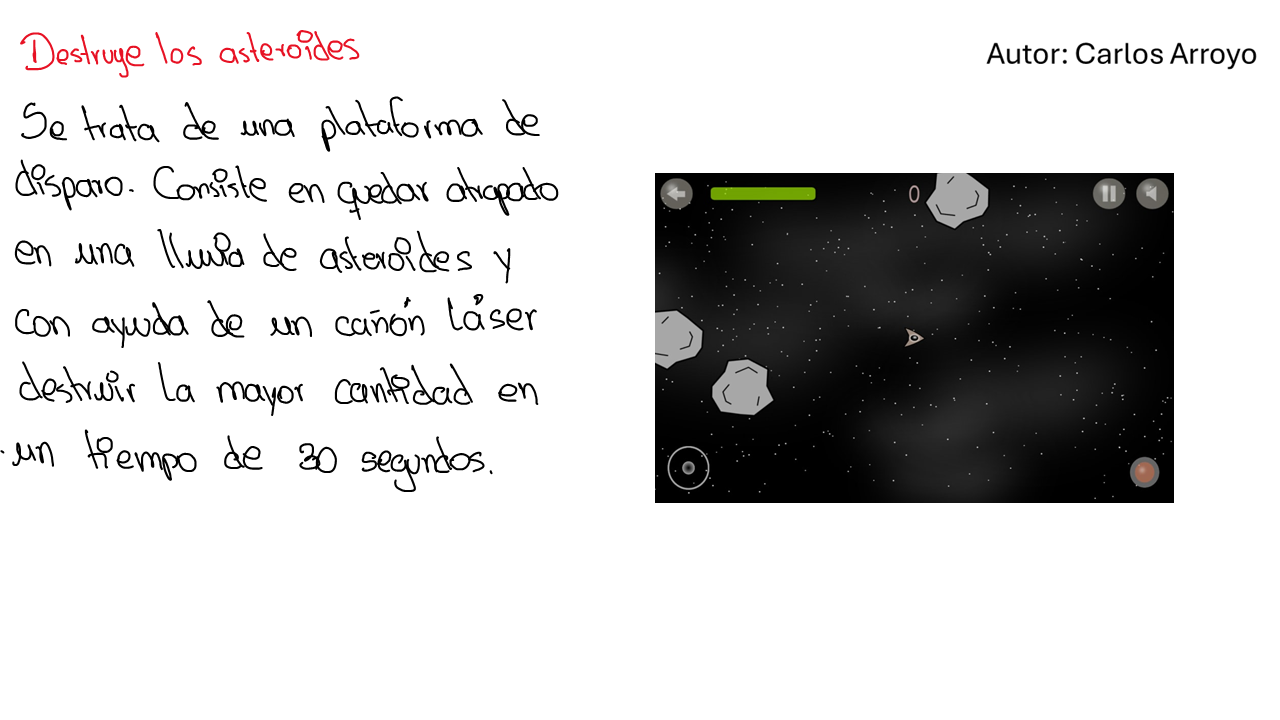 Destruye los asteroides
Autor: Carlos Arroyo
Se trata de una plataforma de
disparo. Consiste en quedar atrapado
en una lluvia de asteroides y
con ayuda de un cañón láser
destruir la mayor cantidad en
un tiempo de 30 segundos.
0